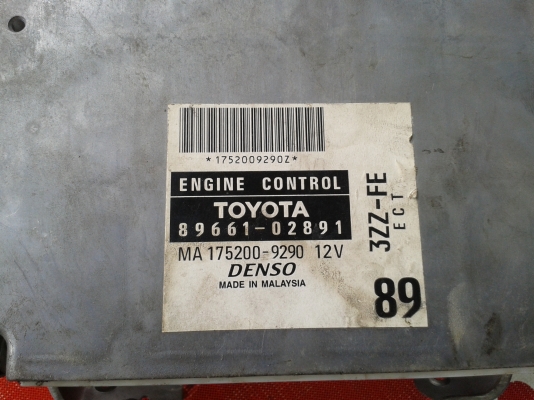 *1752009290Z*
ENGINE CONTROL
TOYOTA
89661-02891
MA 175200-9290 12V
DENSO
MADE IN MALAYSIA
3ZZ-FE
ECT
89